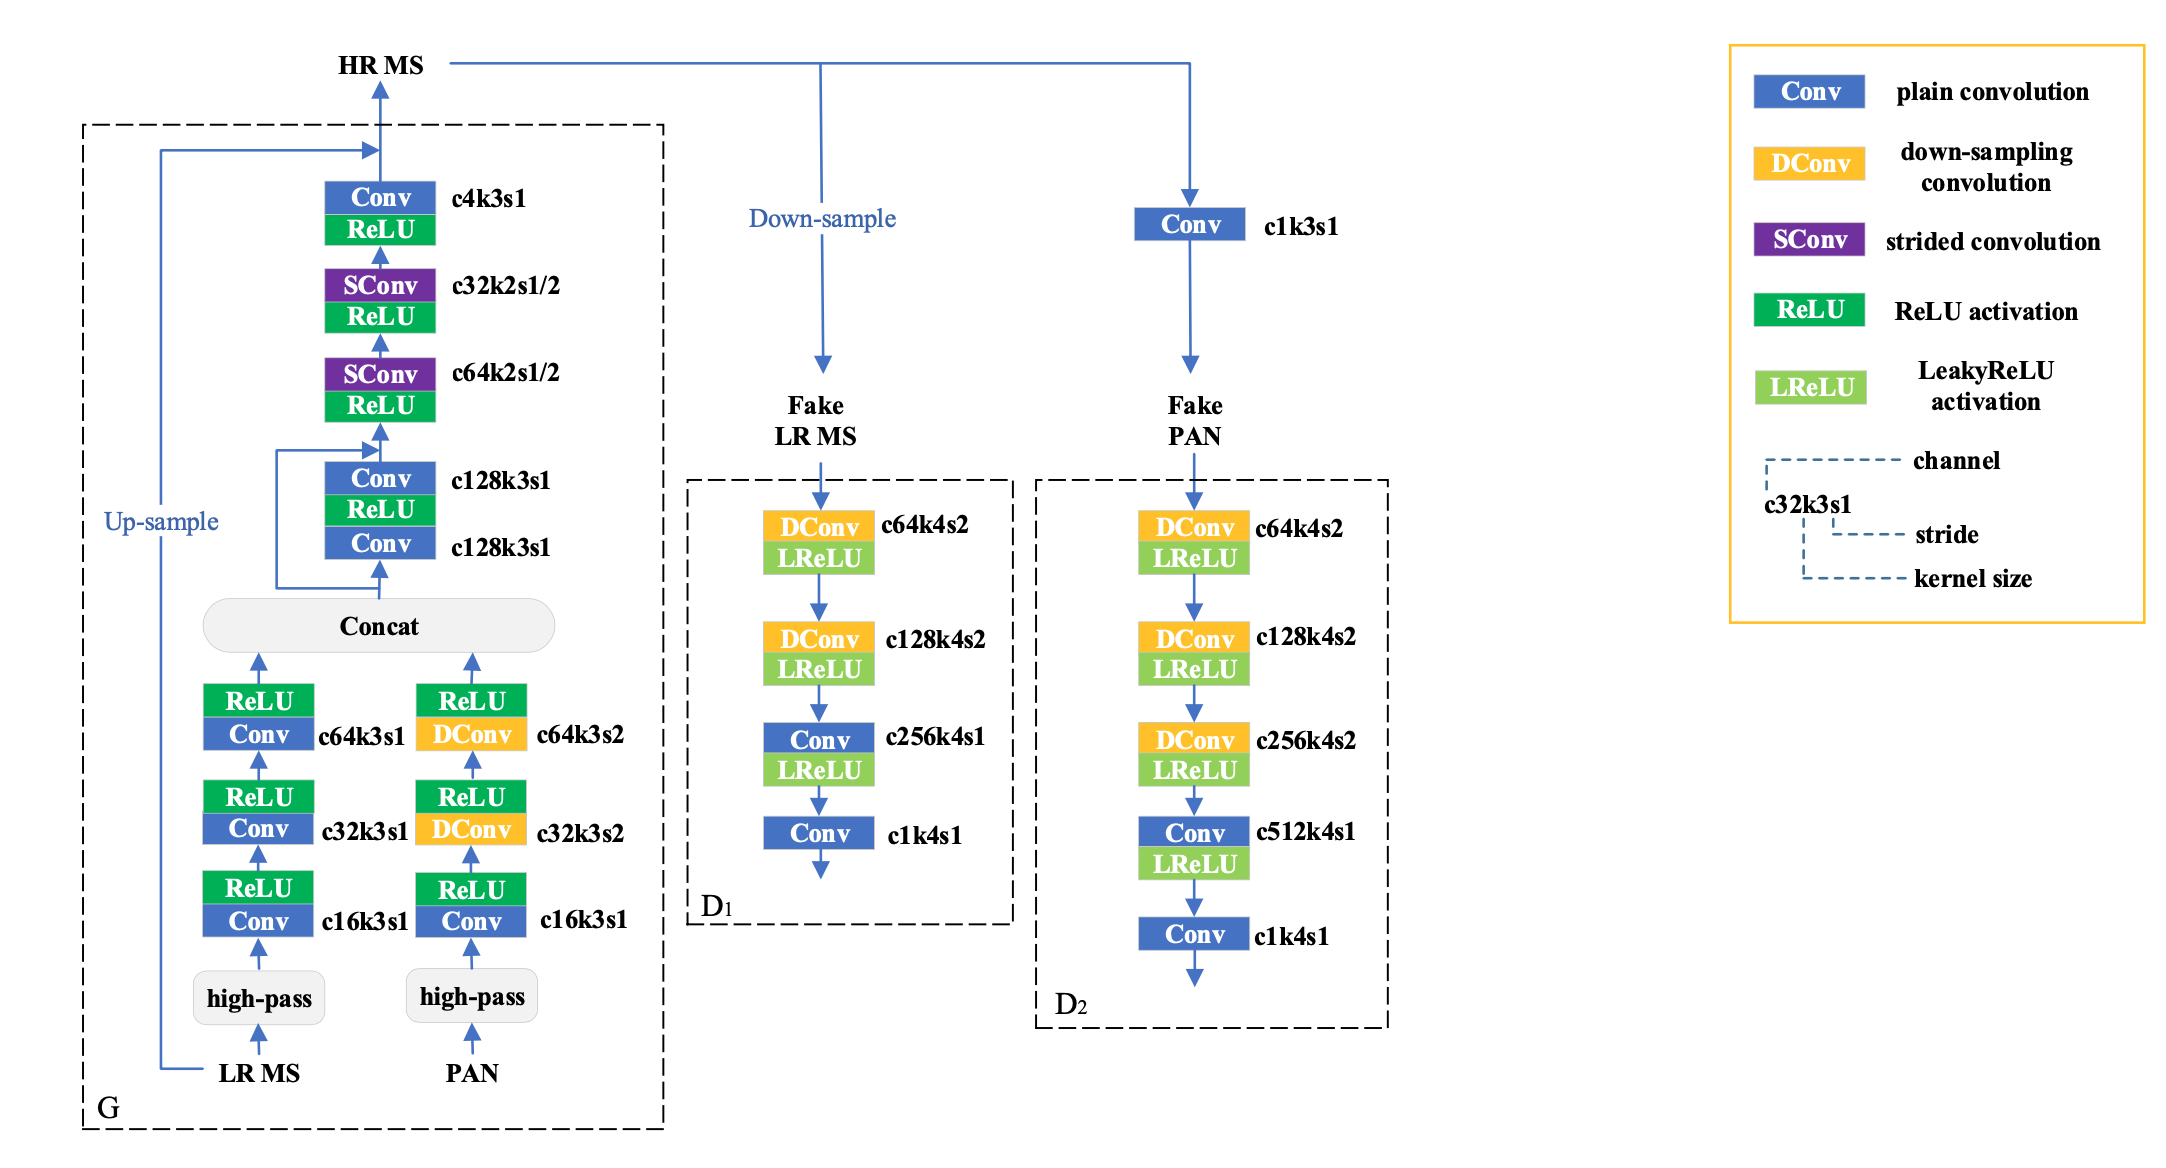 HR MS
Conv c4k3s1
ReLU
SConv c32k2s1/2
ReLU
SConv c64k2s1/2
ReLU
Conv c128k3s1
ReLU
Conv c128k3s1
Up-sample
Concat
ReLU
Conv c64k3s1
ReLU
Conv c32k3s1
ReLU
Conv c16k3s1
high-pass
LR MS
ReLU
DConv c64k3s2
ReLU
DConv c32k3s2
ReLU
Conv c16k3s1
high-pass
PAN
G
Down-sample
Fake
LR MS
DConv c64k4s2
LReLU
DConv c128k4s2
LReLU
Conv c256k4s1
LReLU
Conv c1k4s1
D1
Conv c1k3s1
Fake
PAN
DConv c64k4s2
LReLU
DConv c128k4s2
LReLU
DConv c256k4s2
LReLU
Conv c512k4s1
LReLU
Conv c1k4s1
D2
Conv plain convolution
DConv down-sampling
convolution
SConv strided convolution
ReLU ReLU activation
LReLU LeakyReLU
activation
channel
c32k3s1
stride
kernel size